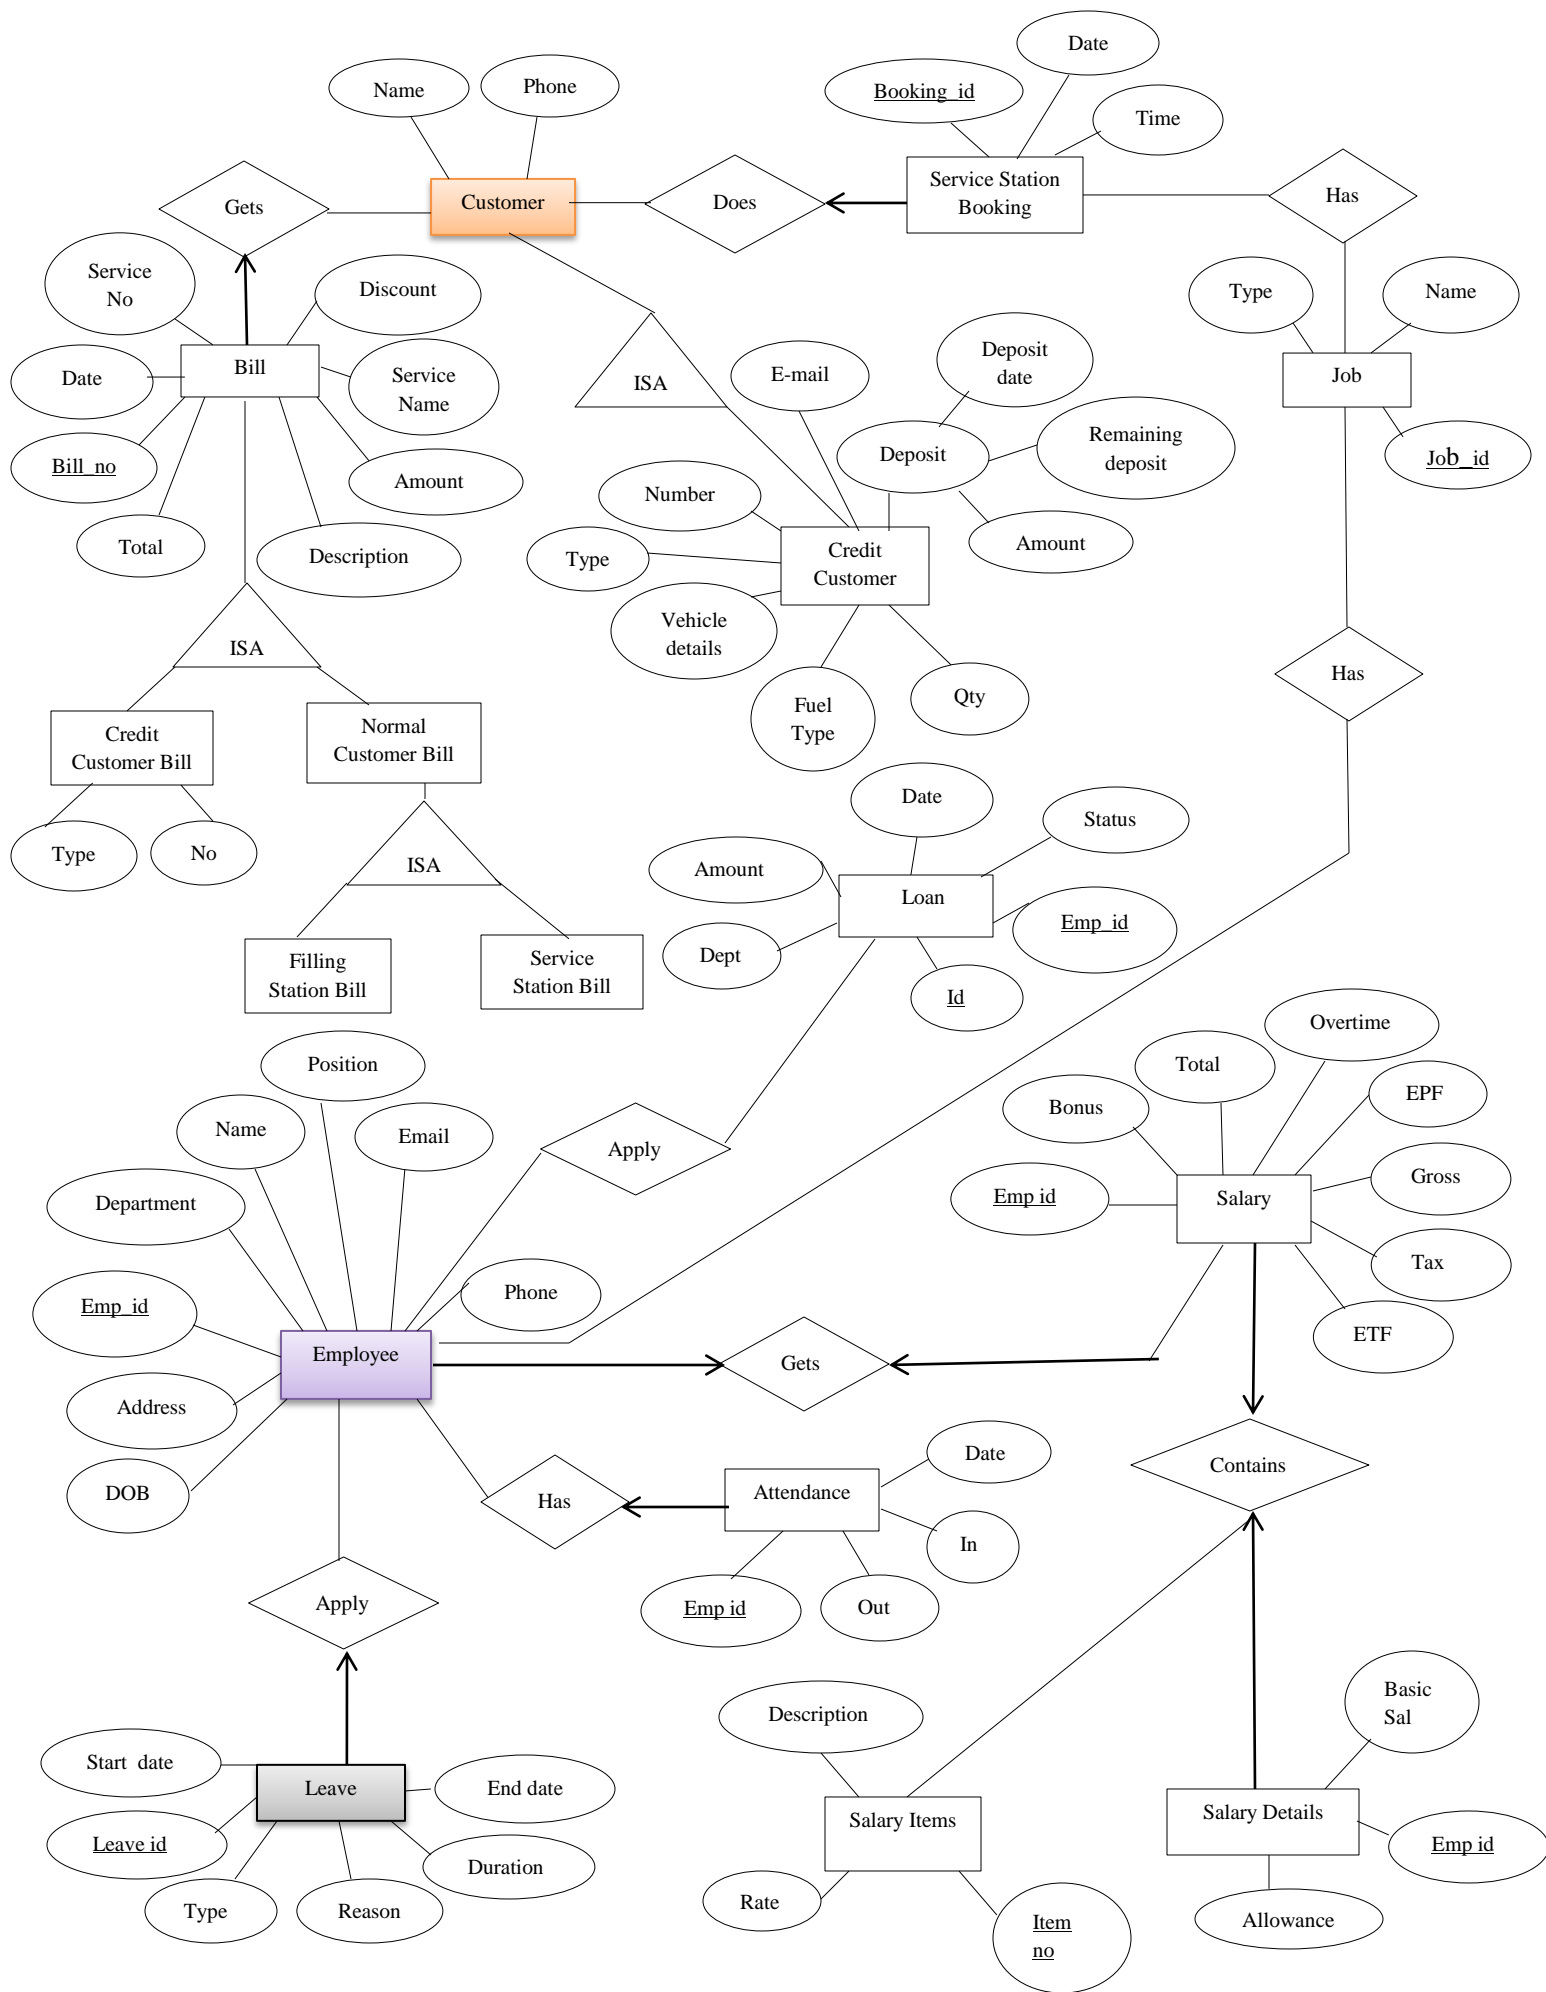 Date
Phone
Name
Booking_id
Time
Service Station
Booking
Customer
Does
Has
Gets
Service
No
Discount
Type
Name
Deposit
date
Bill
Date
Service
Name
ISA
E-mail
Job
Remaining
deposit
Deposit
Bill_no
Amount
Job_id
Number
Total
Description
Type
Credit
Customer
Amount
Vehicle
details
ISA
Has
Fuel
Type
Qty
Credit
Customer Bill
Normal
Customer Bill
Date
Status
Type
No
ISA
Amount
Loan
Emp_id
Dept
Filling
Station Bill
Service
Station Bill
Id
Overtime
Position
Total
EPF
Bonus
Name
Email
Apply
Gross
Department
Emp id
Salary
Tax
Phone
Emp_id
ETF
Employee
Gets
Address
Date
Contains
DOB
Has
Attendance
In
Apply
Emp id
Out
Basic
Sal
Description
Start  date
Leave
End date
Salary Items
Salary Details
Leave id
Emp id
Duration
Rate
Type
Reason
Item
no
Allowance